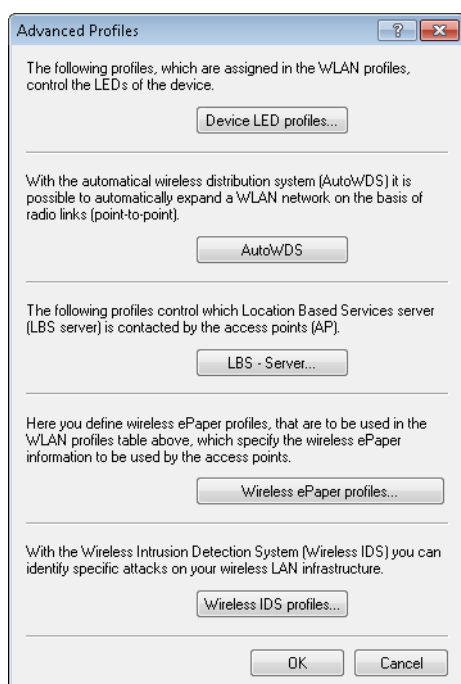 Advanced Profiles
The following profiles, which are assigned in the WLAN profiles,
control the LEDs of the device.
Device LED profiles...
With the automatical wireless distribution system (AutoWDS) it is
possible to automatically expand a WLAN network on the basis of
radio links (point-to-point).
AutoWDS
The following profiles control which Location Based Services server
(LBS server) is contacted by the access points (AP).
LBS - Server...
Here you define wireless ePaper profiles, that are to be used in the
WLAN profiles table above, which specify the wireless ePaper
information to be used by the access points.
Wireless ePaper profiles...
With the Wireless Intrusion Detection System (Wireless IDS) you can
identify specific attacks on your wireless LAN infrastructure.
Wireless IDS profiles...
OK Cancel